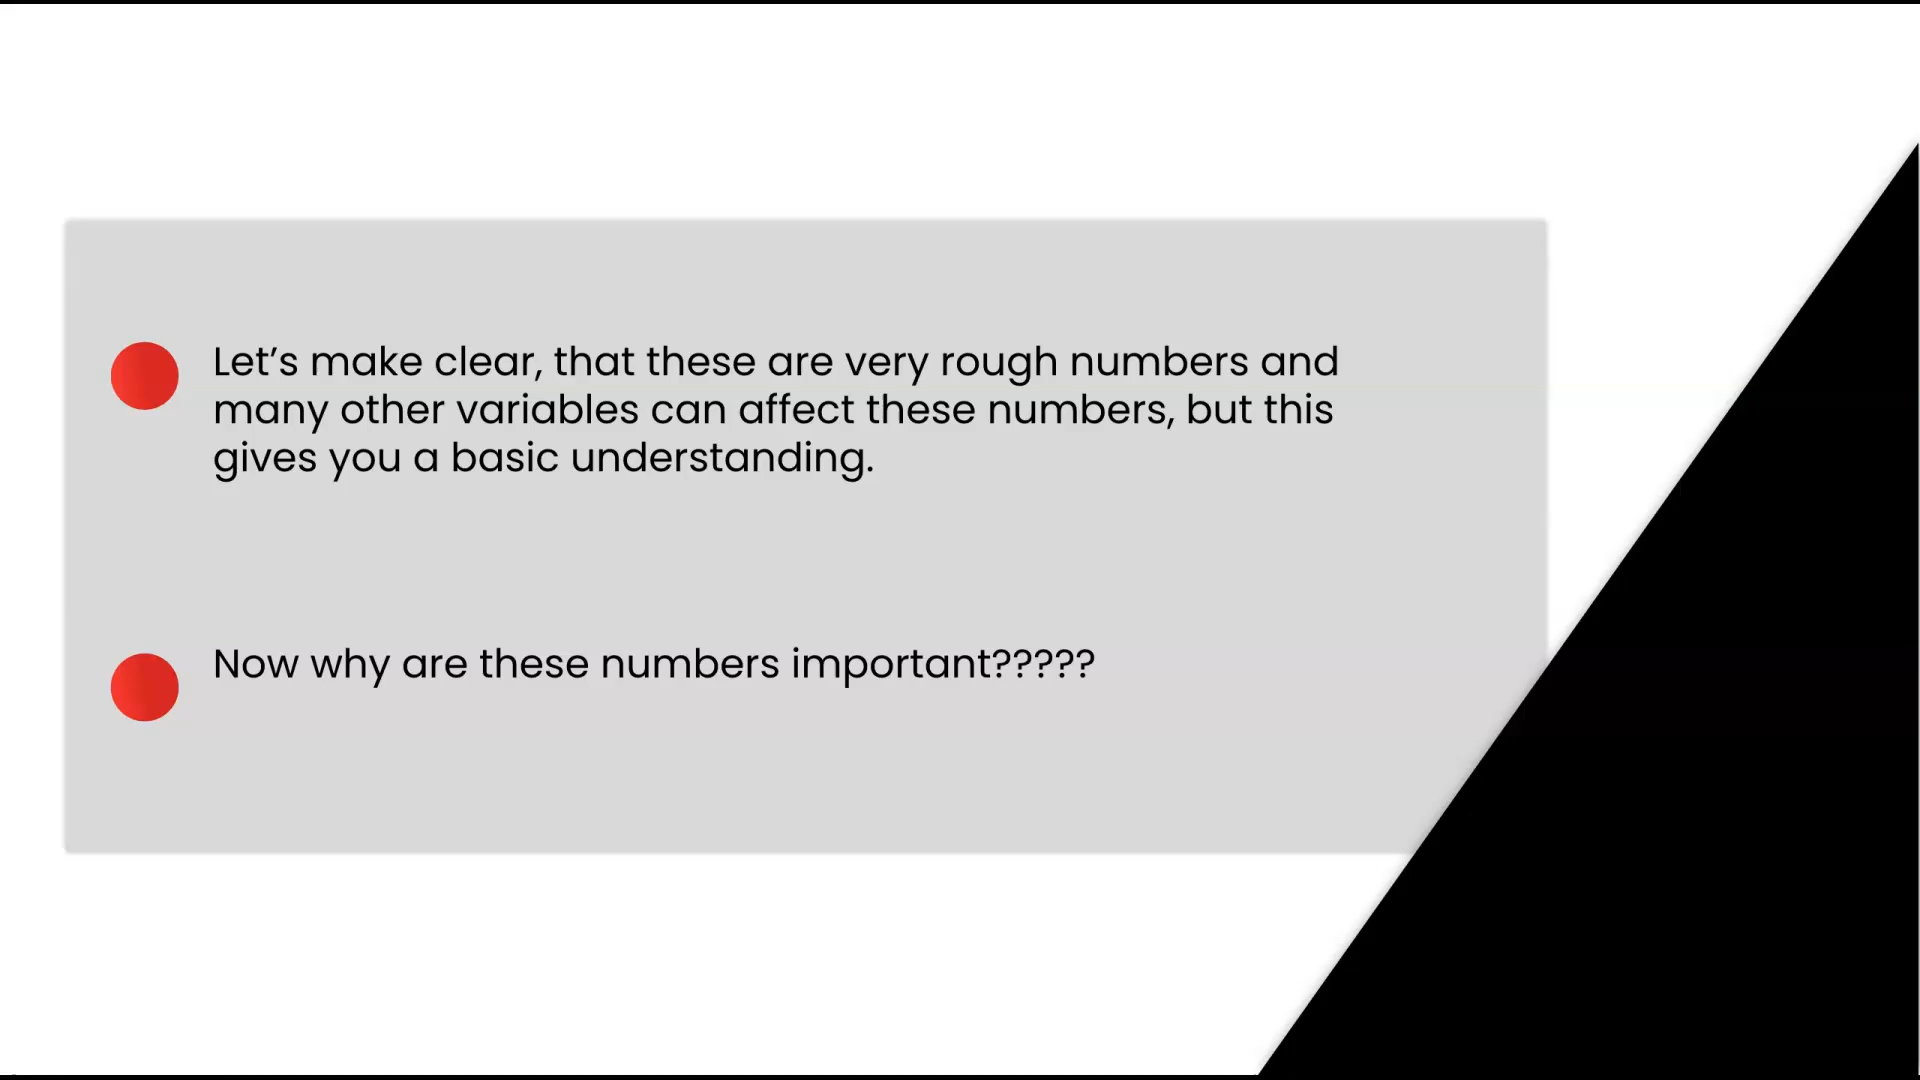 Let’s make clear, that these are very rough numbers and
many other variables can affect these numbers, but this
gives you a basic understanding.
Now why are these numbers important?????